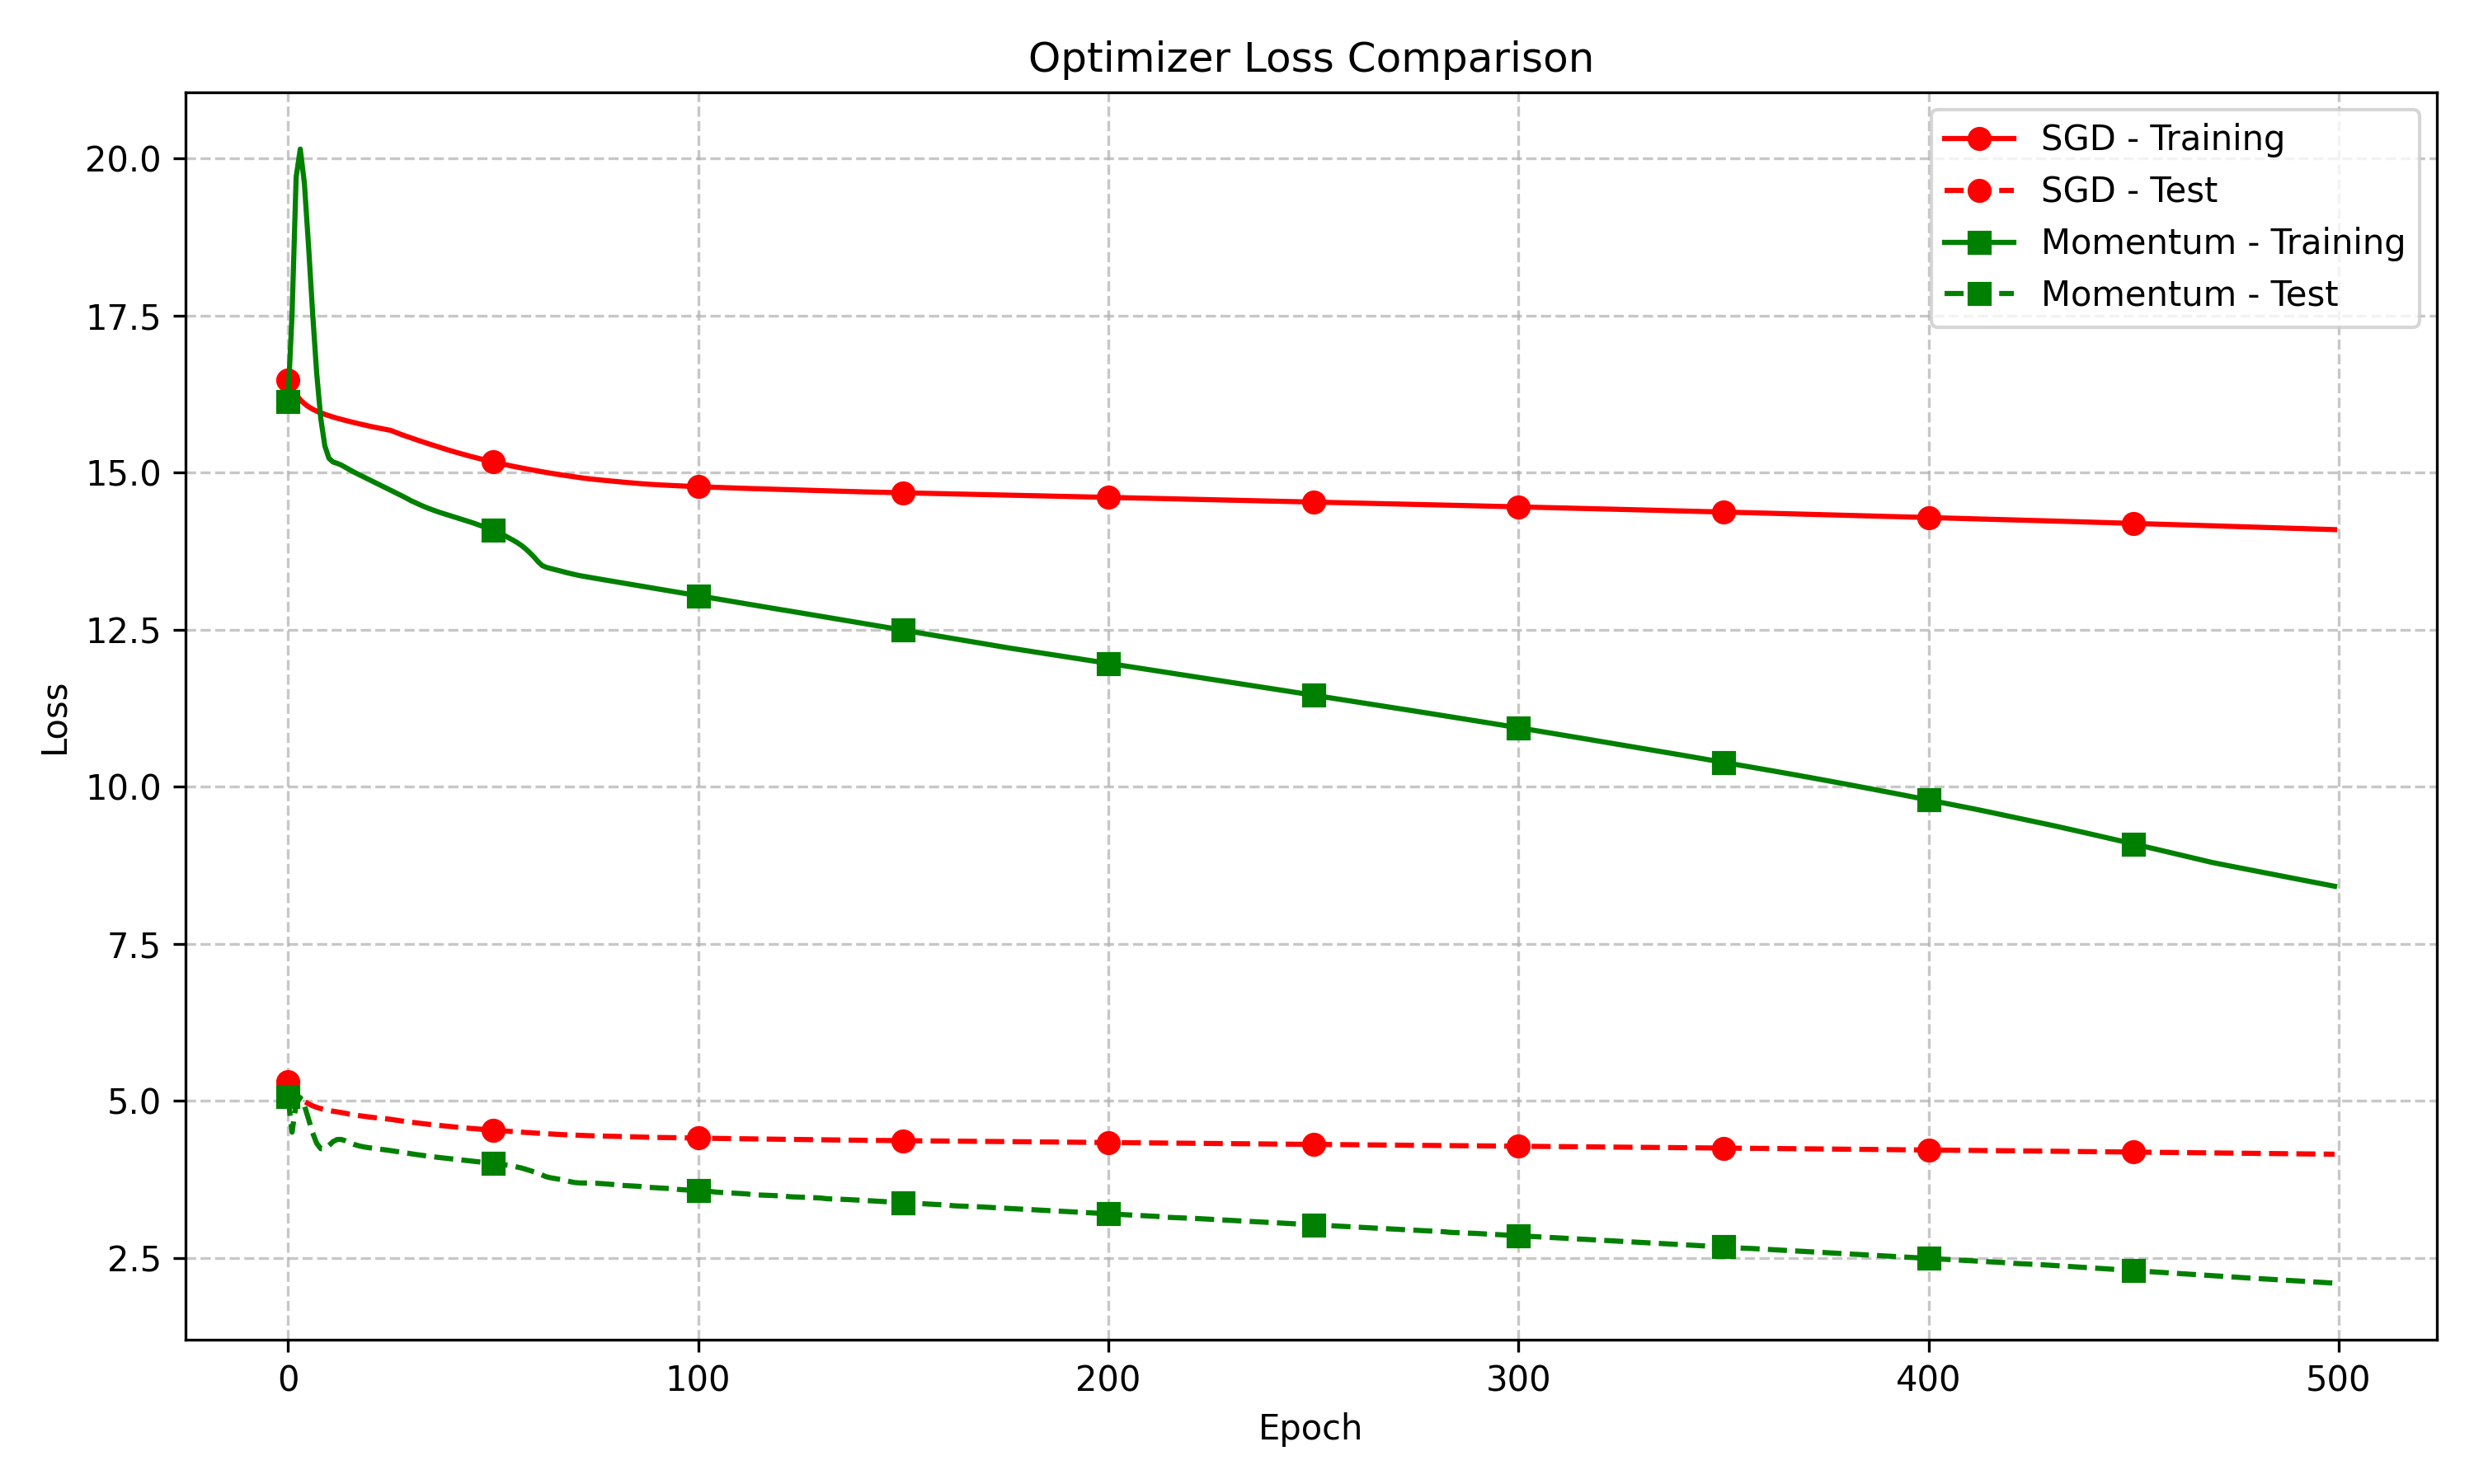 Optimizer Loss Comparison
SGD - Training
SGD - Test
Momentum - Training
Momentum - Test
Loss
20.0
17.5
15.0
12.5
10.0
7.5
5.0
2.5
0 100 200 300 400 500
Epoch